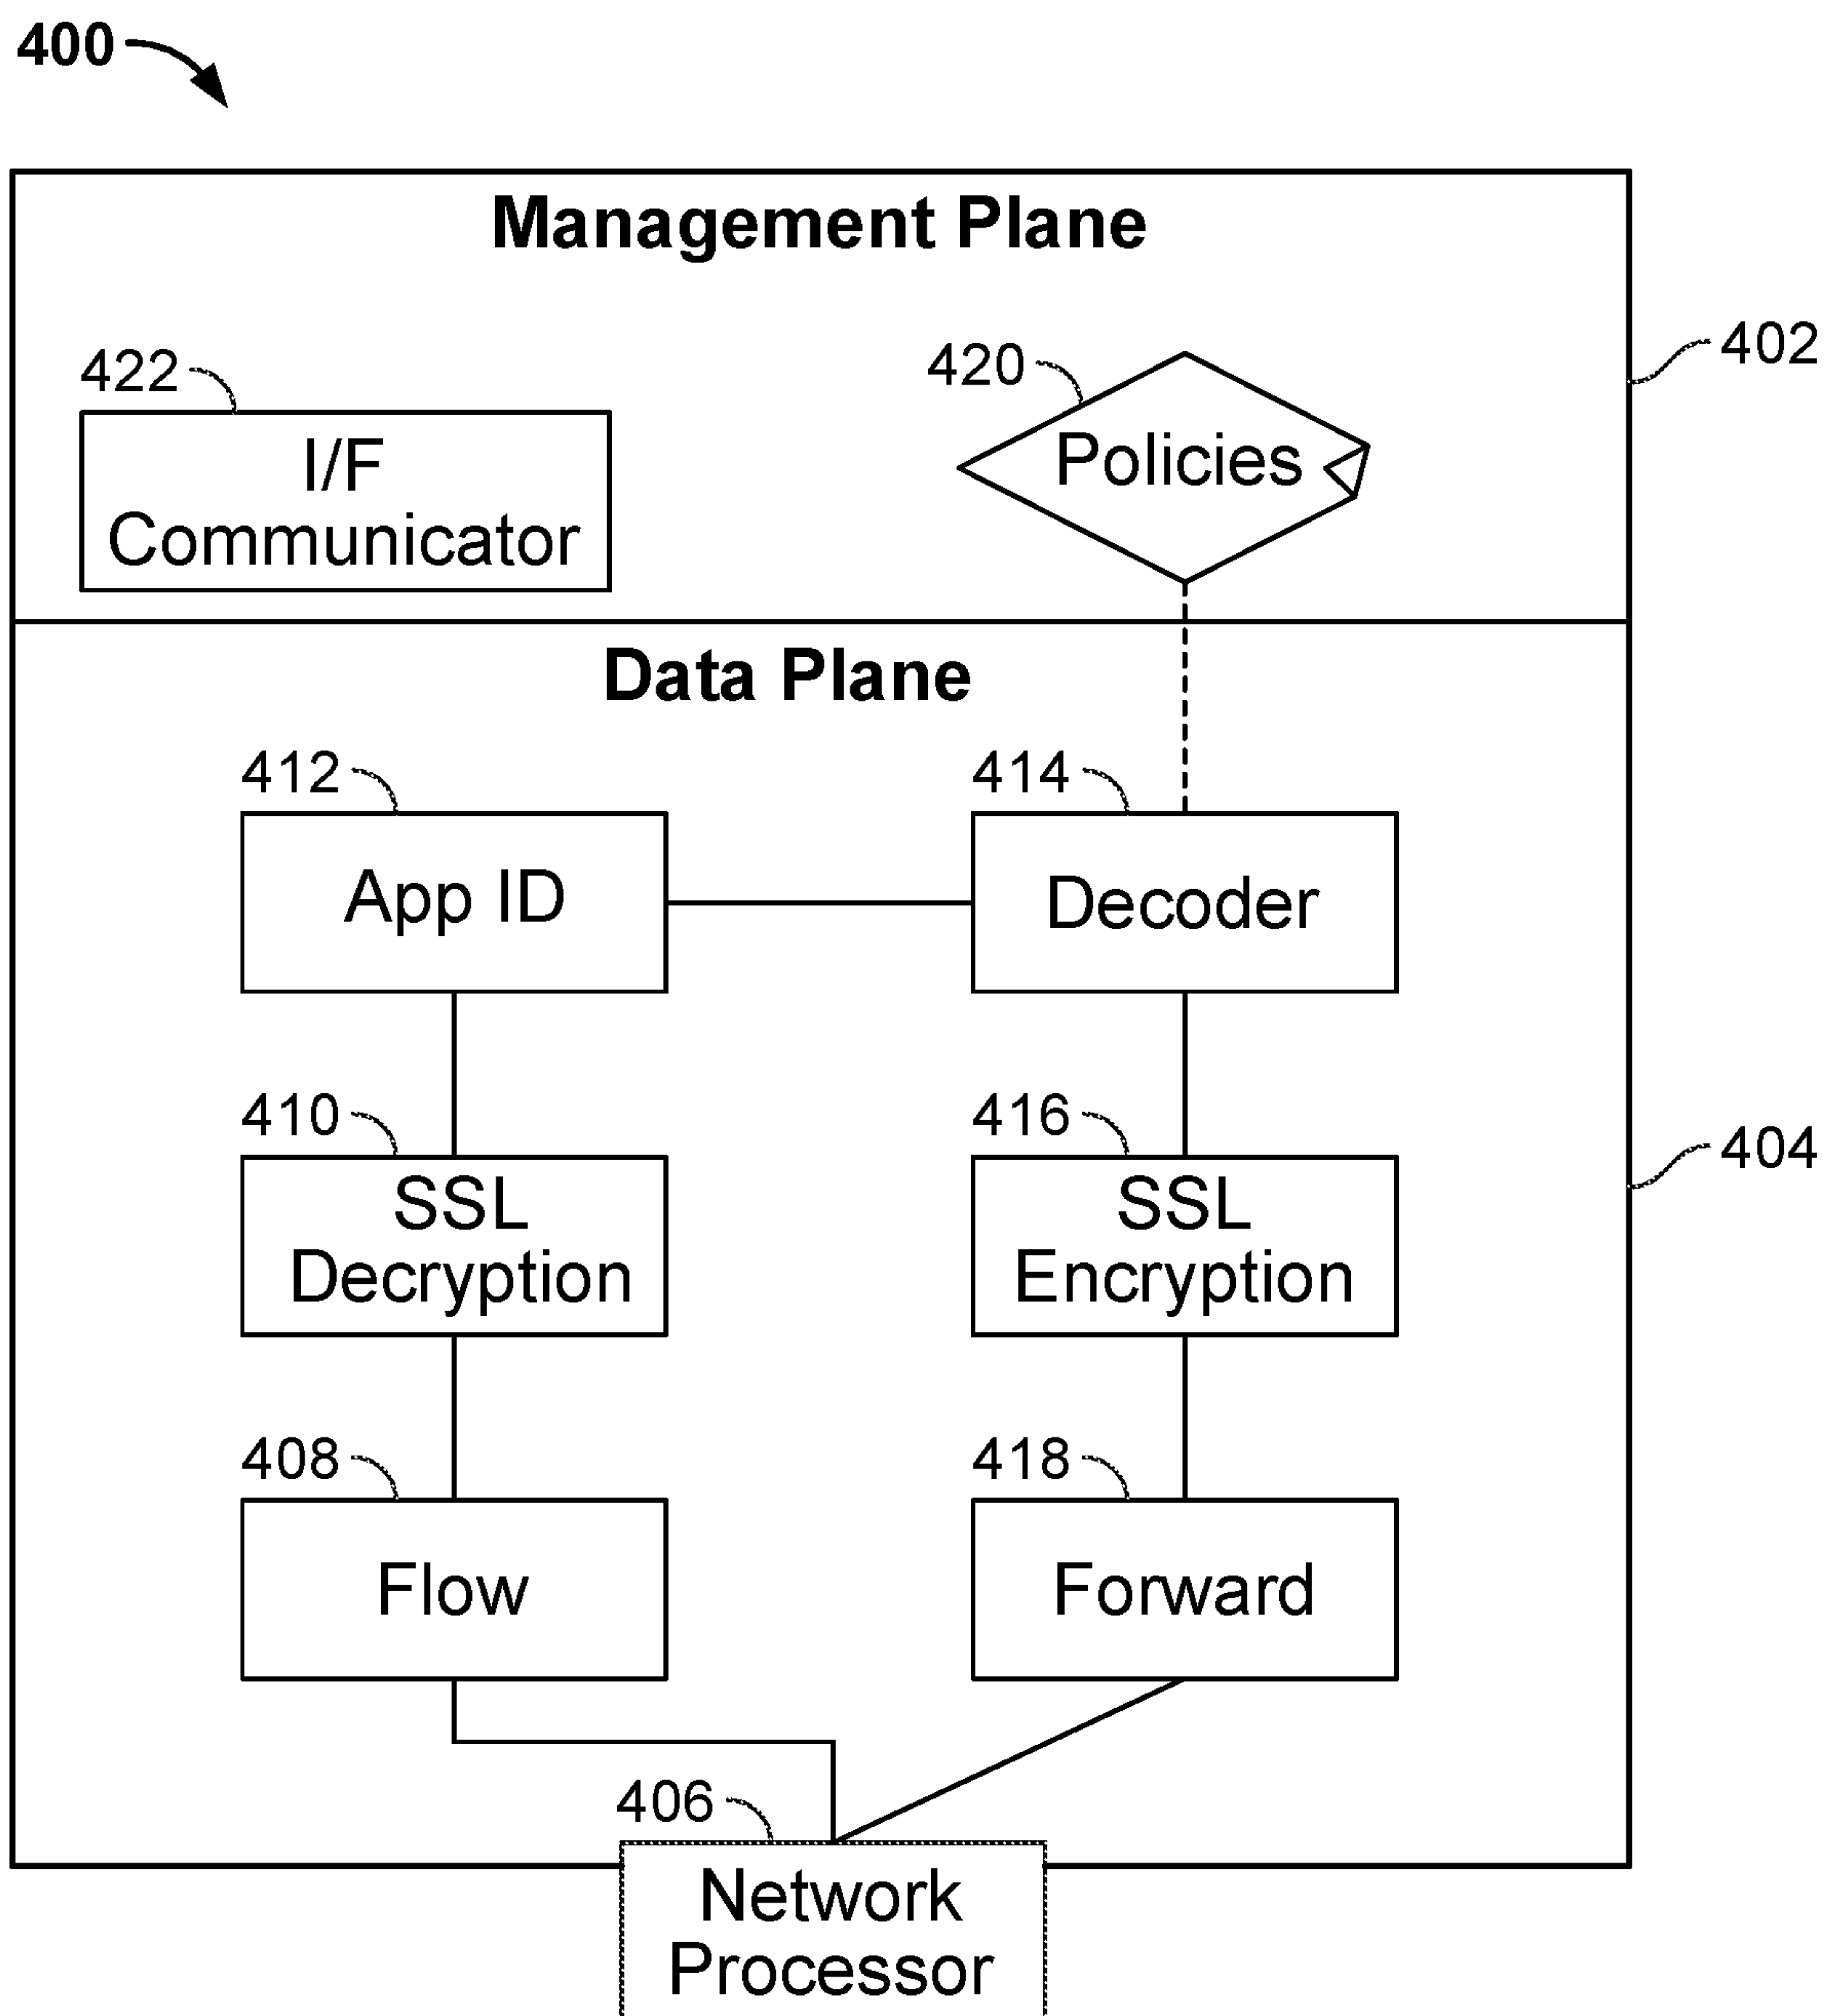 400
Management Plane
402
422
420
I/F
Communicator
Policies
Data Plane
412
414
App ID
Decoder
410
416
404
SSL
Decryption
SSL
Encryption
408
418
Flow
Forward
406
Network
Processor